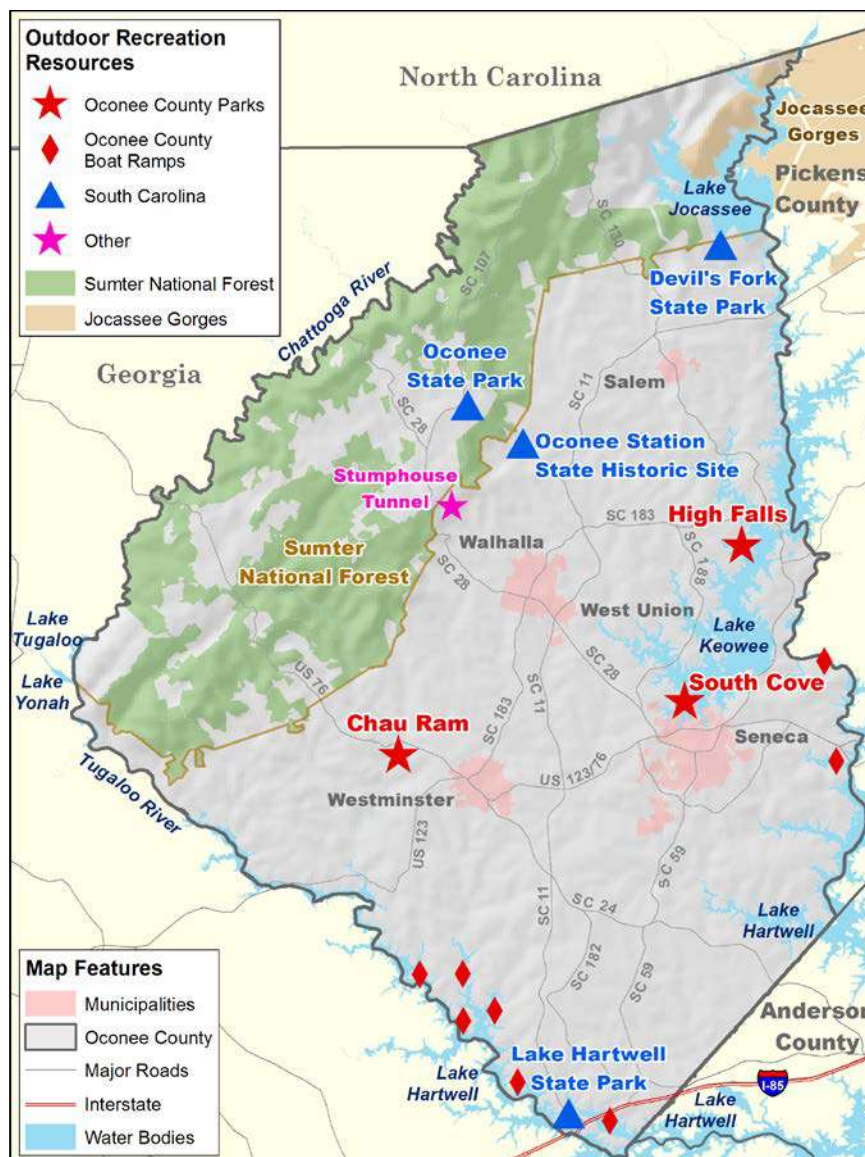 Outdoor Recreation
Resources
Oconee County Parks
Oconee County
Boat Ramps
South Carolina
Other
Sumter National Forest
Jocassee Gorges
North Carolina
Jocassee
Gorges
Pickens
County
Lake
Jocassee
SC 130
SC 107
Devil's Fork
State Park
Chattooga River
Georgia
Oconee
State Park
SC 28
SC 11
Salem
Oconee Station
State Historic Site
Stumphouse
Tunnel
SC 183
High Falls
Walhalla
SC 188
Sumter
National Forest
SC 28
West Union
Lake
Tugaloo
Lake
Keowee
SC 28
Lake
Yonah
US 76
South Cove
Chau Ram
SC 183
SC 11
Seneca
Tugaloo River
US 123/76
Westminster
US 123
SC 59
SC 11
SC 24
Lake
Hartwell
SC 182
SC 59
Map Features
Municipalities
Oconee County
Major Roads
Interstate
Water Bodies
Anderson
County
Lake Hartwell
State Park
Lake
Hartwell
I-85
Lake
Hartwell